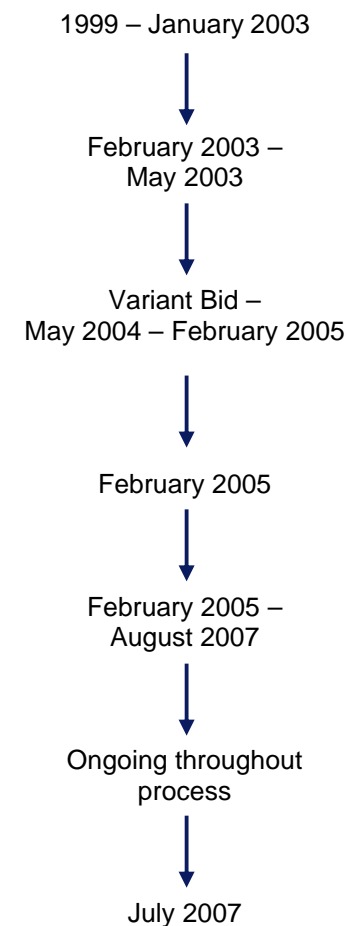 1999 – January 2003
February 2003 –
May 2003
Variant Bid –
May 2004 – February 2005
February 2005
February 2005 –
August 2007
Ongoing throughout
process
July 2007